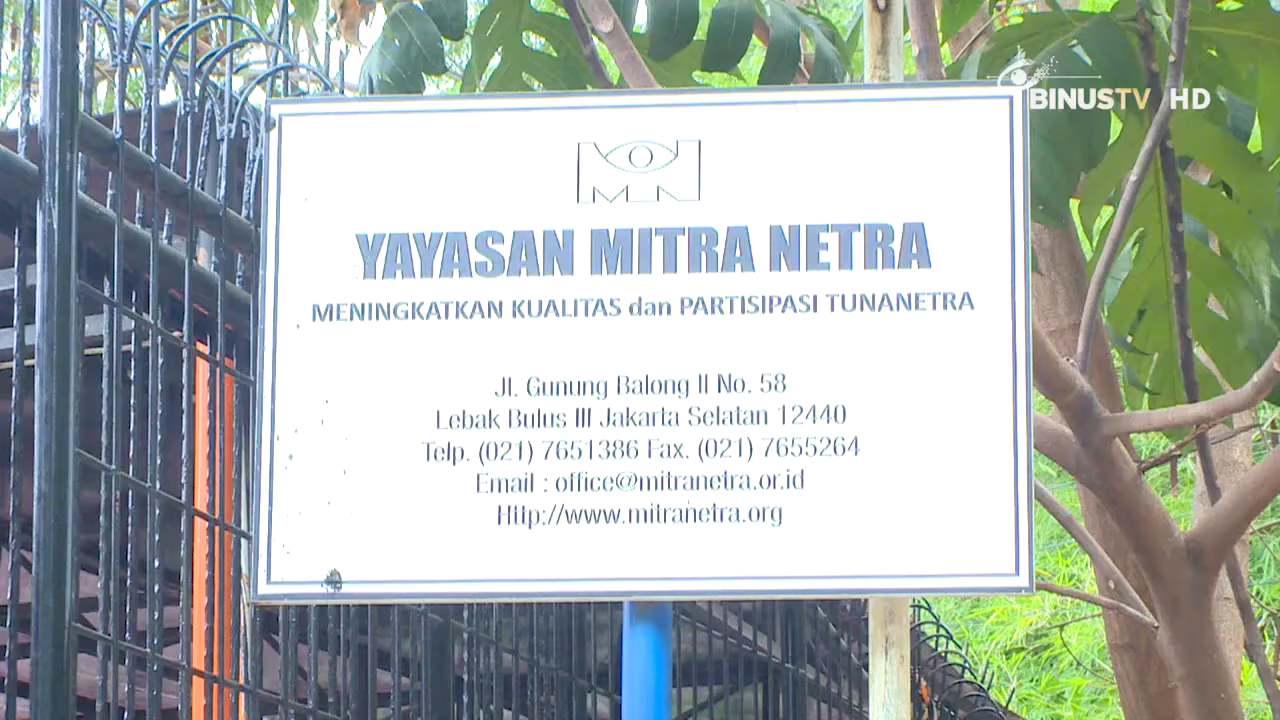 BINUSTV HD
MN
YAYASAN MITRA NETRA
MENINGKATKAN KUALITAS dan PARTISIPASI TUNANETRA
Jl. Gunung Balong II No. 58
Lebak Bulus III Jakarta Selatan 12440
Telp. (021) 7651386 Fax. (021) 7655264
Email : office@mitranetra.or.id
Http://www.mitranetra.org